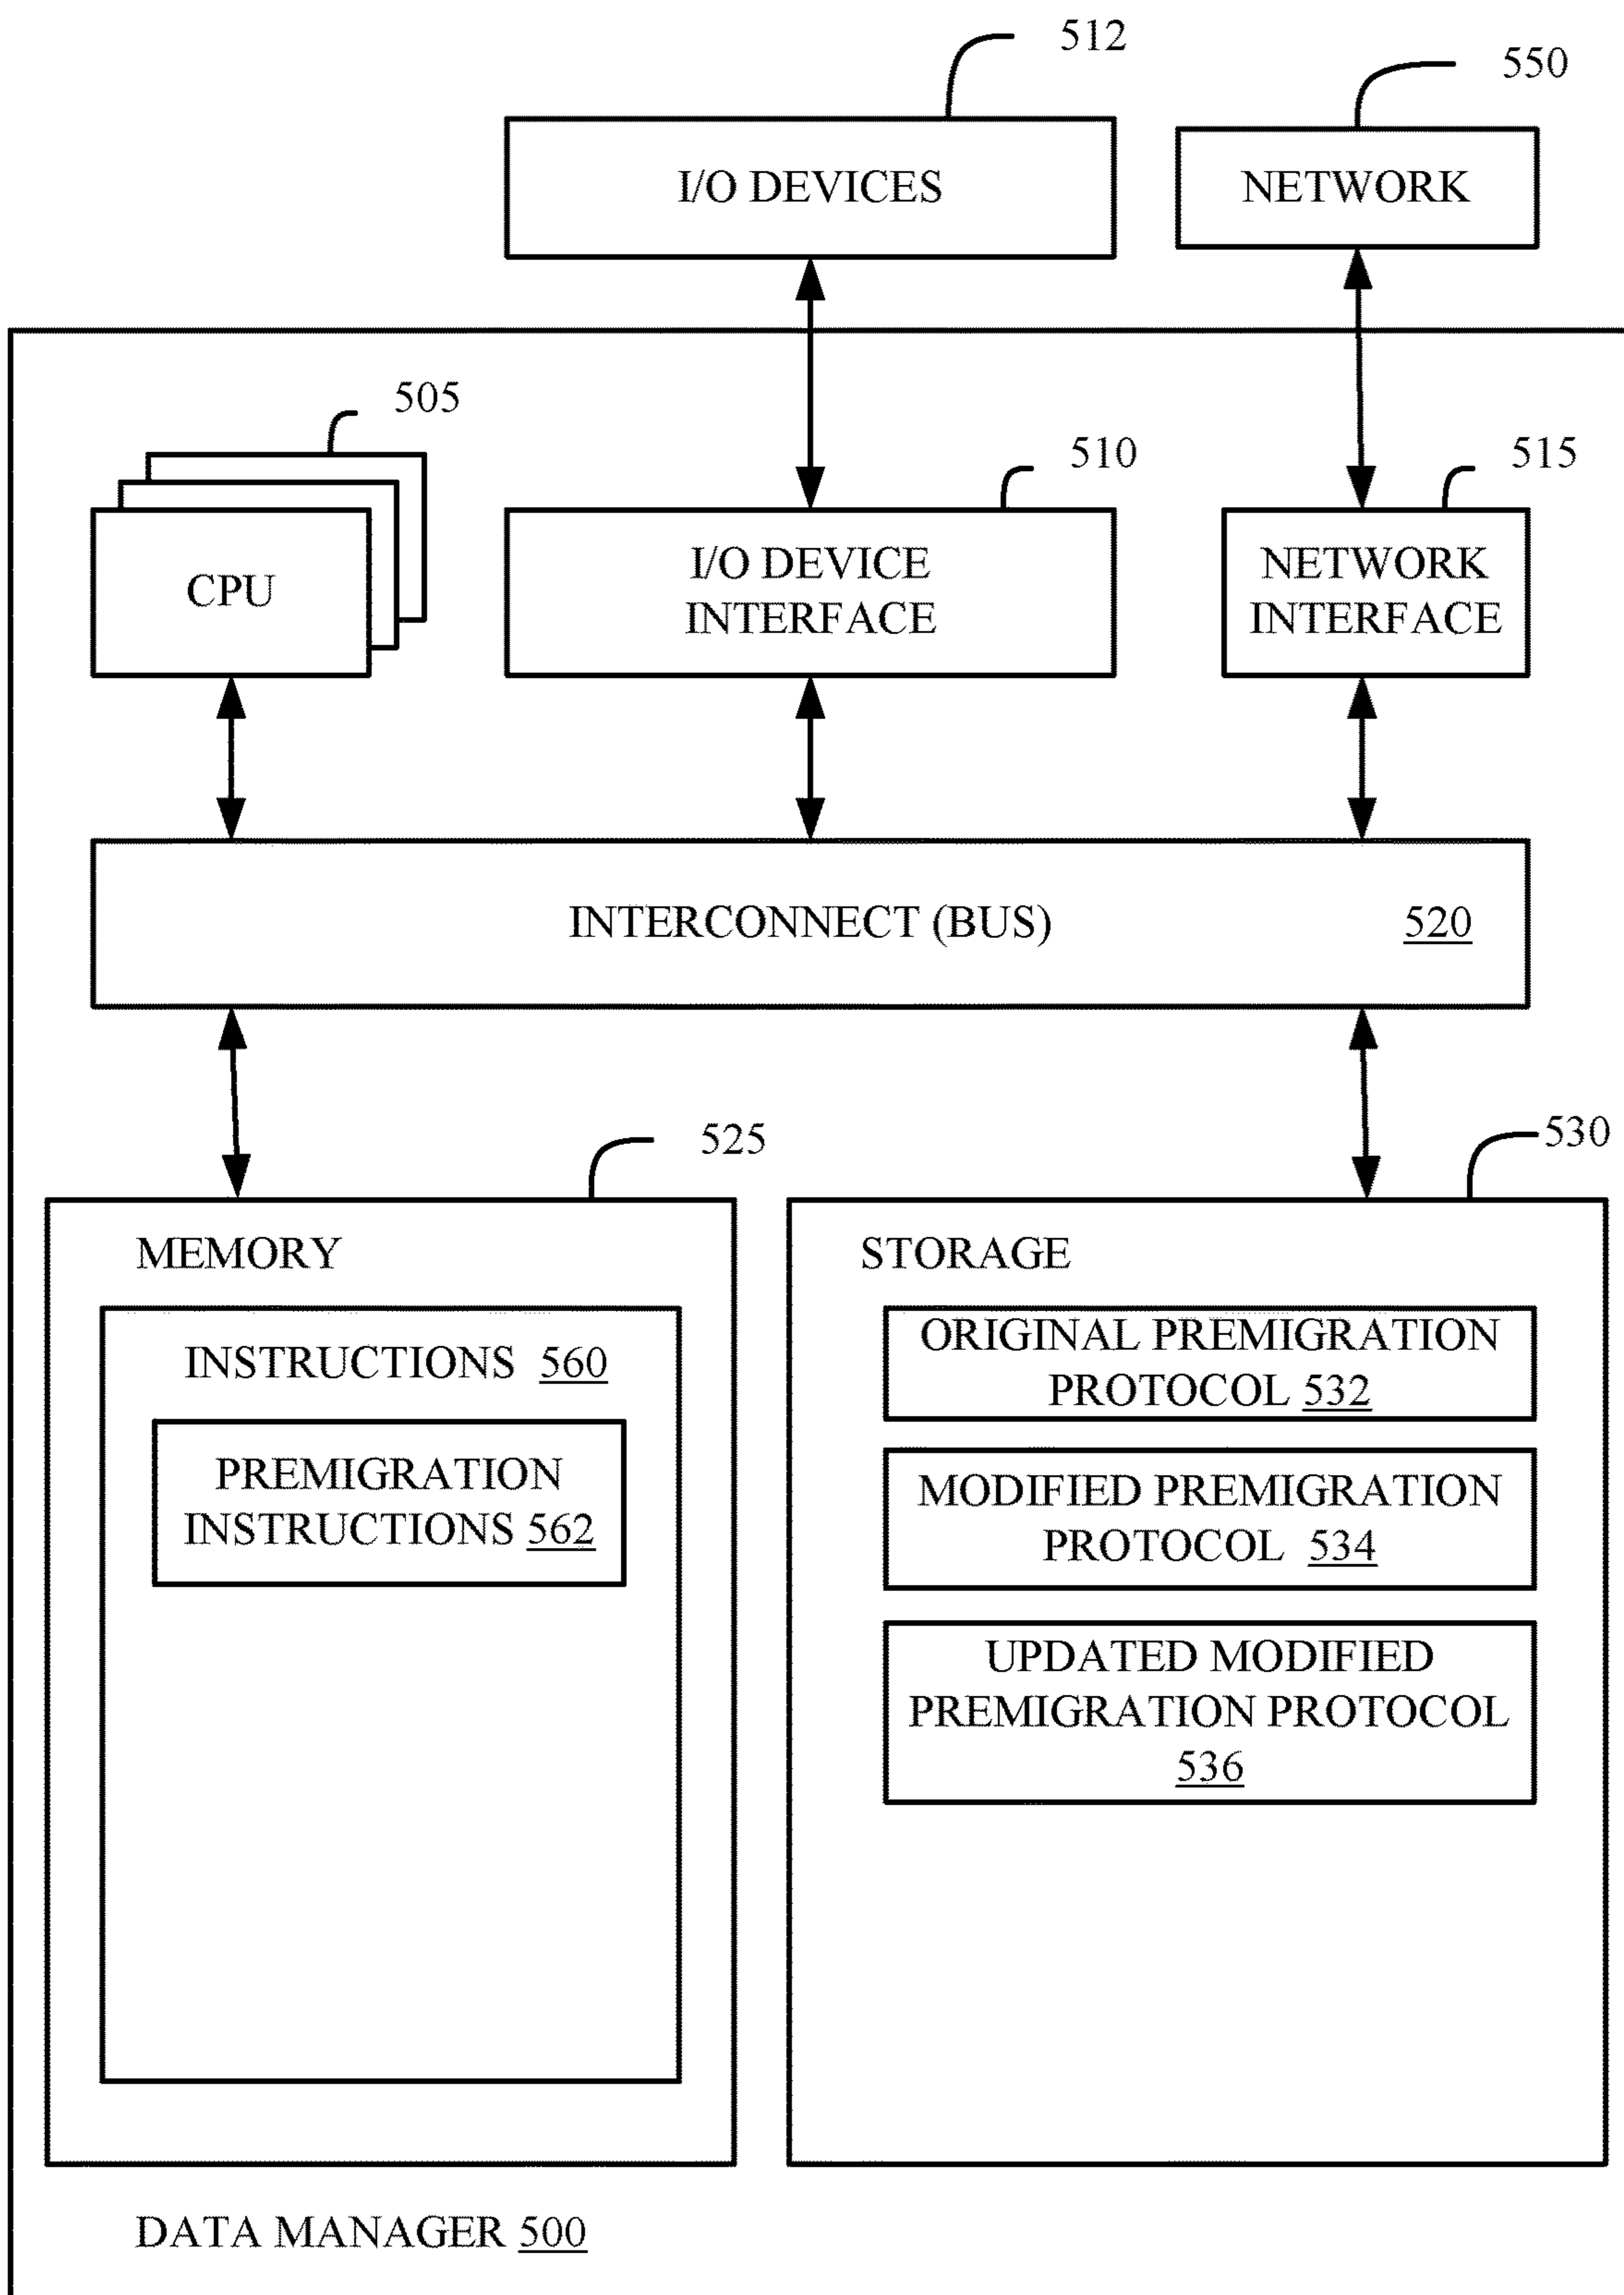 512
550
I/O DEVICES
NETWORK
505
510
515
CPU
I/O DEVICE
INTERFACE
NETWORK
INTERFACE
INTERCONNECT (BUS) 520
525
530
MEMORY
INSTRUCTIONS 560
PREMIGRATION
INSTRUCTIONS 562
STORAGE
ORIGINAL PREMIGRATION
PROTOCOL 532
MODIFIED PREMIGRATION
PROTOCOL 534
UPDATED MODIFIED
PREMIGRATION PROTOCOL
536
DATA MANAGER 500